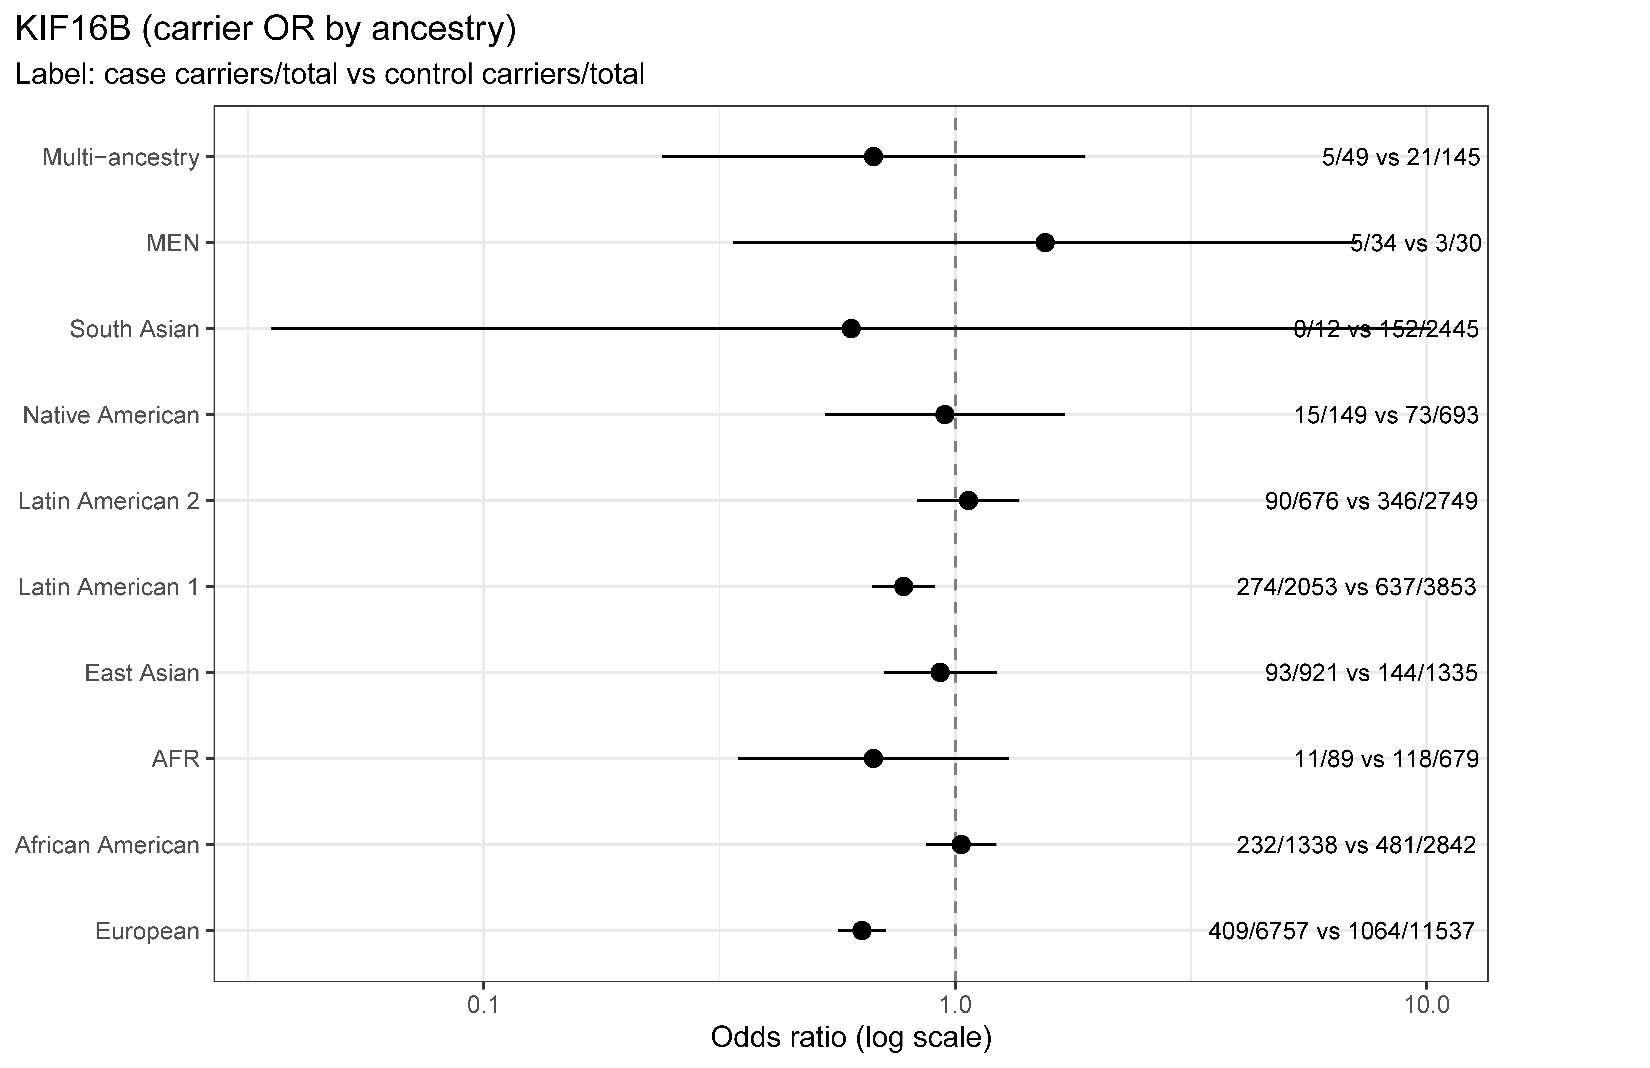 KIF16B (carrier OR by ancestry)
Label: case carriers/total vs control carriers/total
Multi−ancestry 5/49 vs 21/145
MEN 5/34 vs 3/30
South Asian 0/12 vs 152/2445
Native American 15/149 vs 73/693
Latin American 2 90/676 vs 346/2749
Latin American 1 274/2053 vs 637/3853
East Asian 93/921 vs 144/1335
AFR 11/89 vs 118/679
African American 232/1338 vs 481/2842
European 409/6757 vs 1064/11537
0.1 1.0 10.0
Odds ratio (log scale)